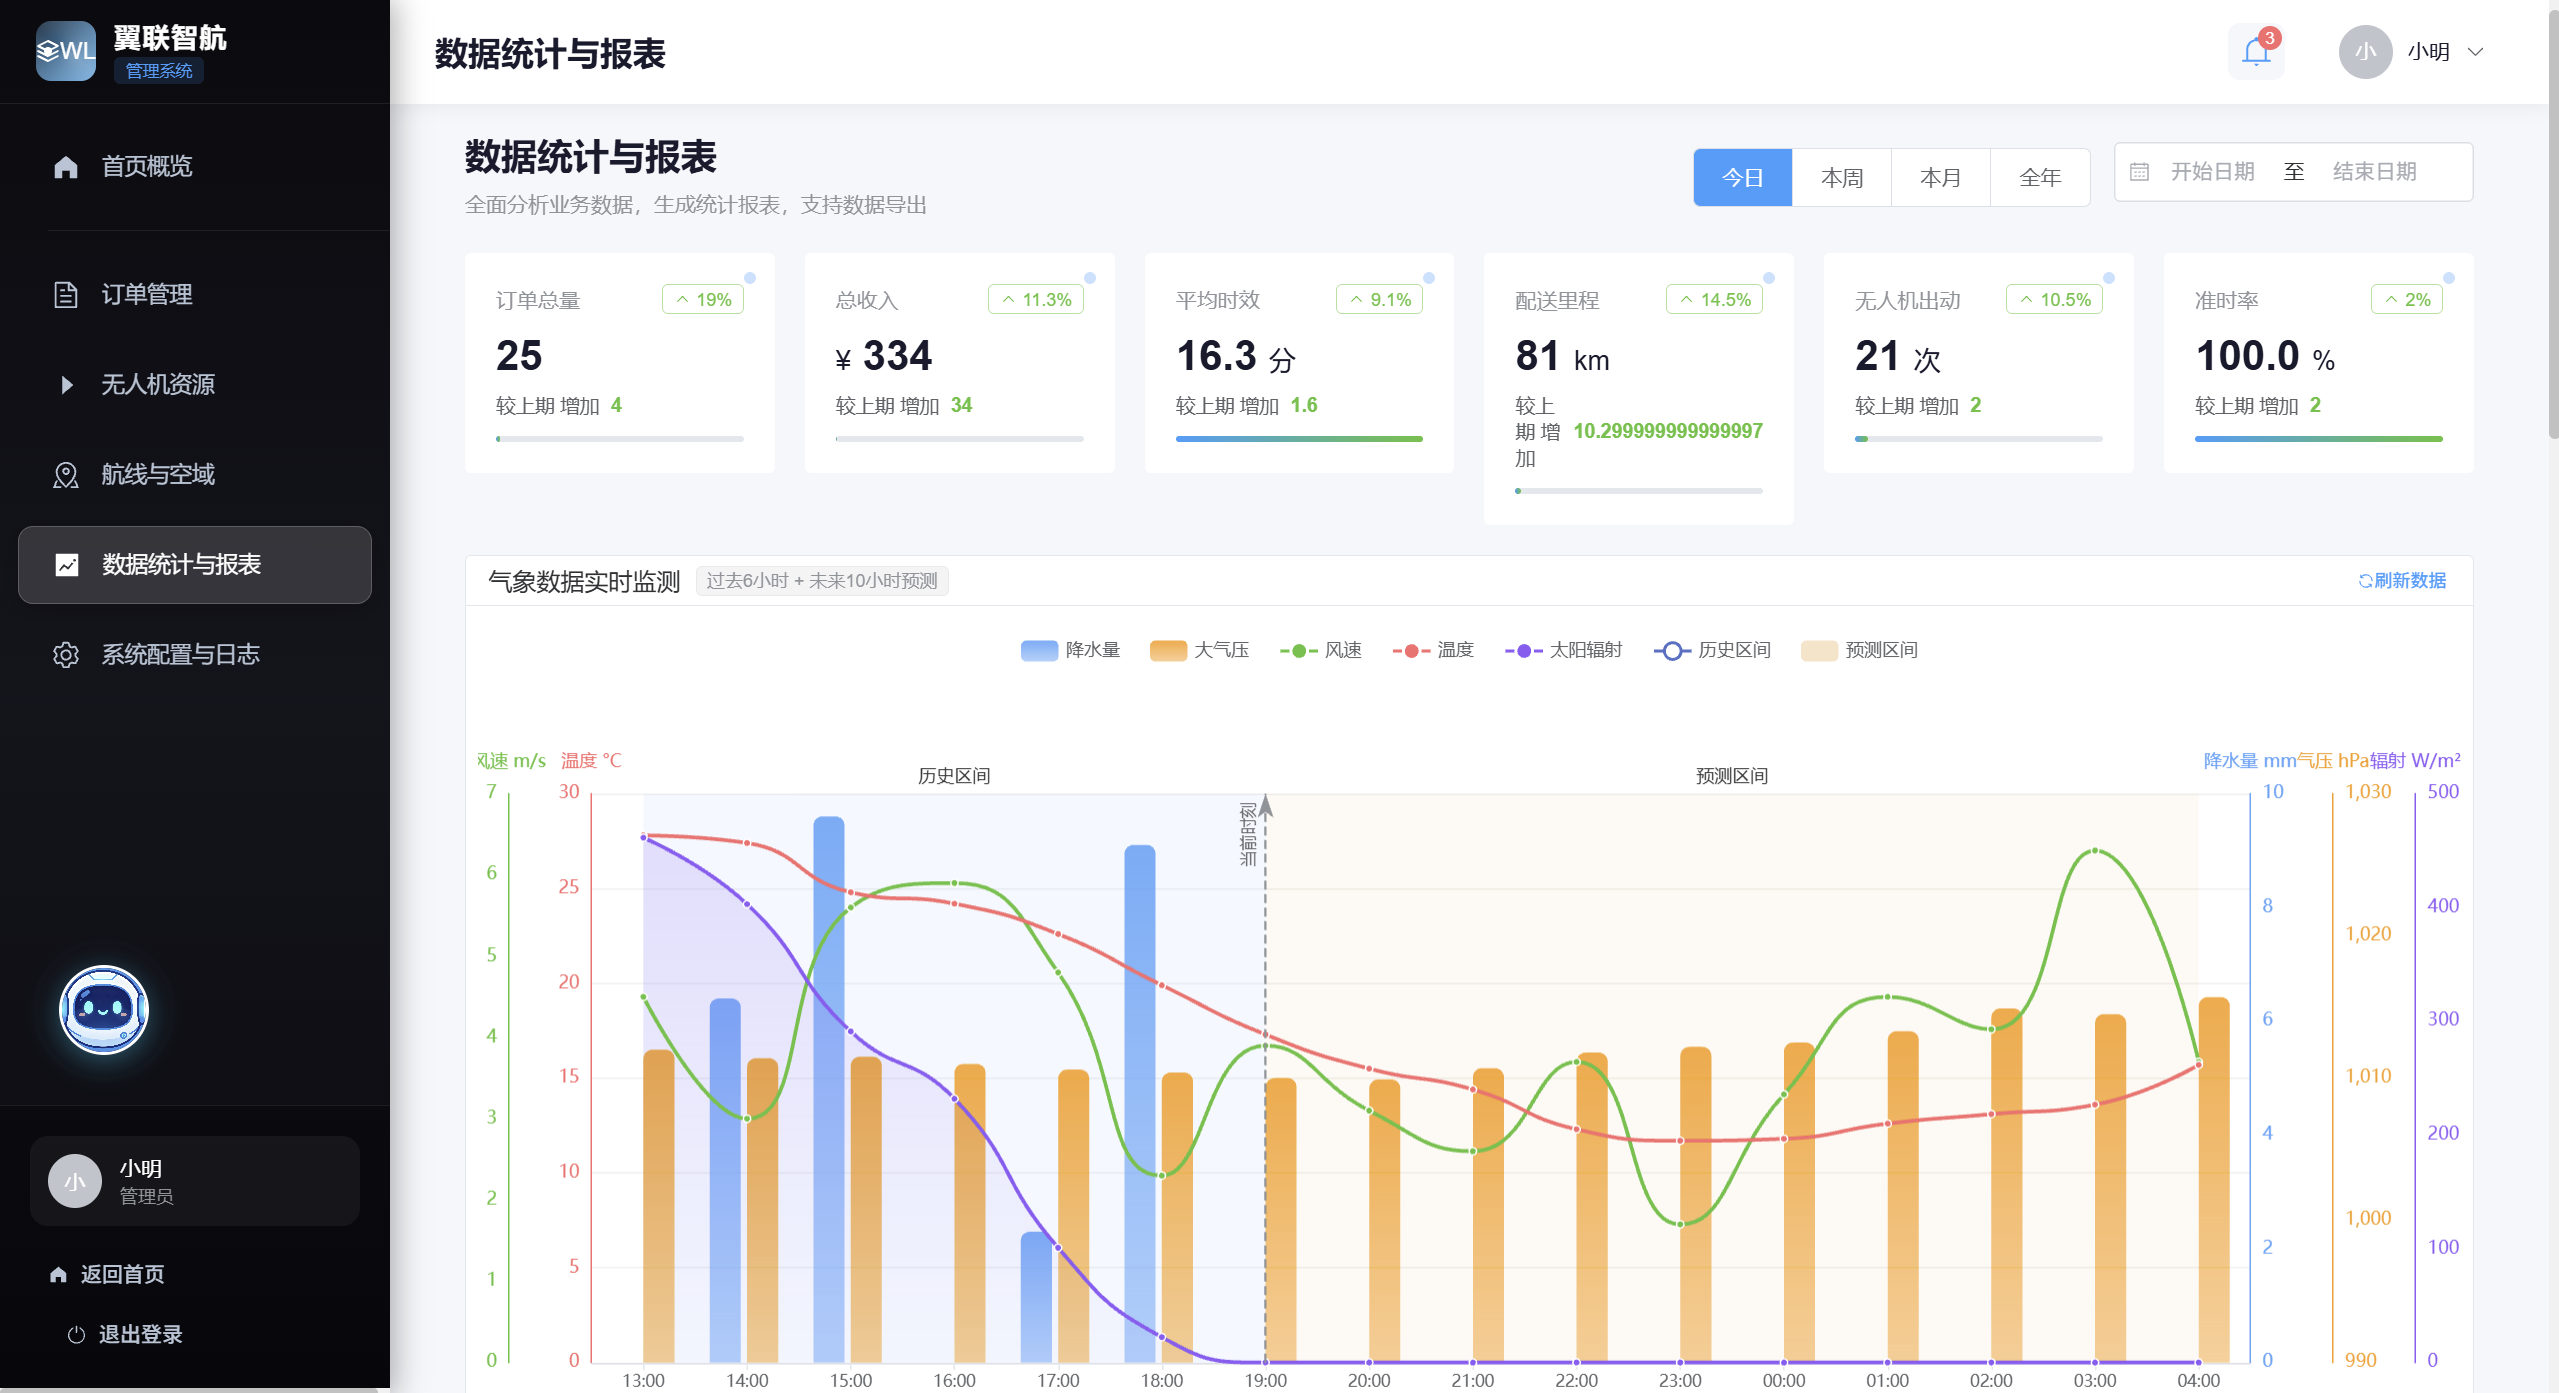 WL
翼联智航
管理系统
首页概览
订单管理
无人机资源
航线与空域
数据统计与报表
系统配置与日志
小
小明
管理员
返回首页
退出登录
数据统计与报表
3
小
小明
数据统计与报表
全面分析业务数据，生成统计报表，支持数据导出
今日
本周
本月
全年
开始日期 至 结束日期
订单总量
19%
25
较上期 增加 4
总收入
11.3%
¥ 334
较上期 增加 34
平均时效
9.1%
16.3 分
较上期 增加 1.6
配送里程
14.5%
81 km
较上
期 增
加
10.299999999999997
无人机出动
10.5%
21 次
较上期 增加 2
准时率
2%
100.0 %
较上期 增加 2
气象数据实时监测
过去6小时 + 未来10小时预测
刷新数据
降水量
大气压
风速
温度
太阳辐射
历史区间
预测区间
风速 m/s
温度 °C
历史区间
预测区间
降水量 mm
气压 hPa
辐射 W/m²
当前时刻
7
6
5
4
3
2
1
0
30
25
20
15
10
5
0
10
8
6
4
2
0
1,030
1,020
1,010
1,000
990
500
400
300
200
100
0
13:00
14:00
15:00
16:00
17:00
18:00
19:00
20:00
21:00
22:00
23:00
00:00
01:00
02:00
03:00
04:00